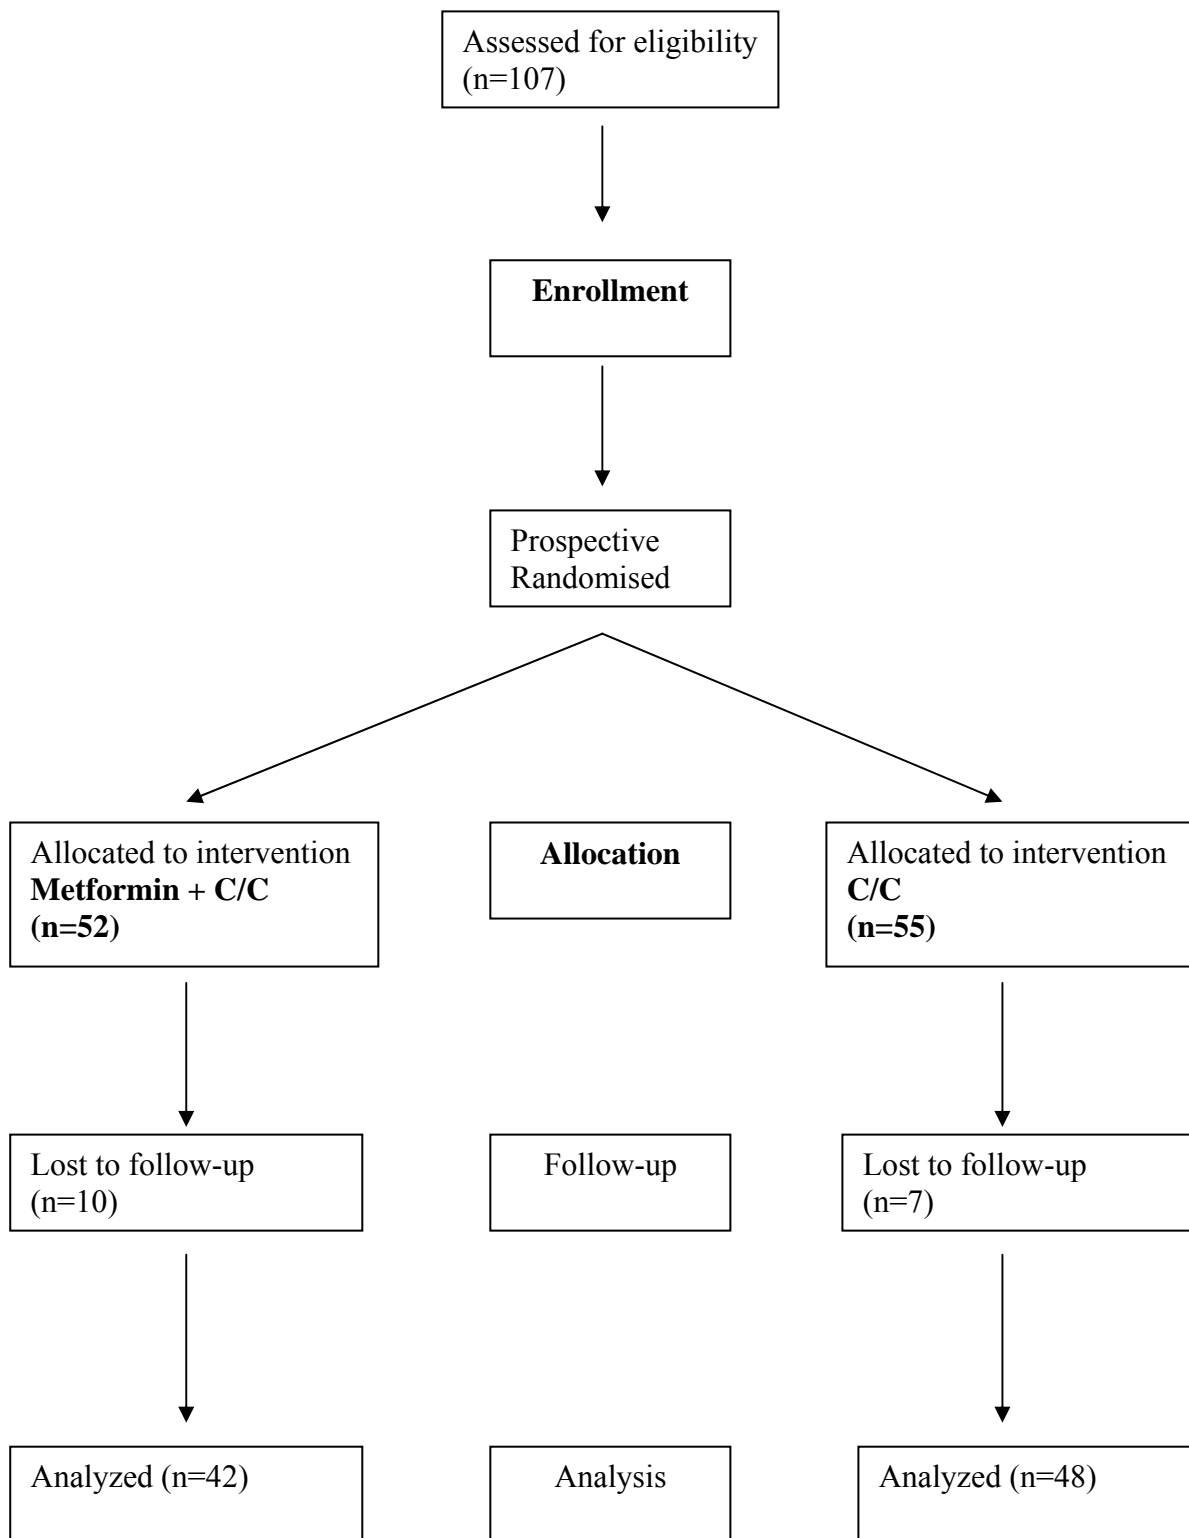 Assessed for eligibility
(n=107)
Enrollment
Prospective
Randomised
Allocated to intervention
Metformin + C/C
(n=52)
Allocation
Allocated to intervention
C/C
(n=55)
Lost to follow-up
(n=10)
Follow-up
Lost to follow-up
(n=7)
Analyzed (n=42)
Analysis
Analyzed (n=48)